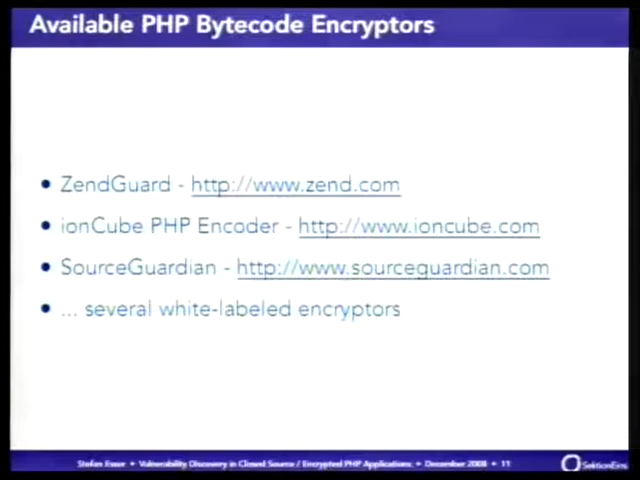 Available PHP Bytecode Encryptors
• ZendGuard - http://www.zend.com
• ionCube PHP Encoder - http://www.ioncube.com
• SourceGuardian - http://www.sourceguardian.com
• ... several white-labeled encryptors
Stefan Esser • Vulnerability Discovery in Closed Source / Encrypted PHP Applications • December 2008 • 11
SektionEins